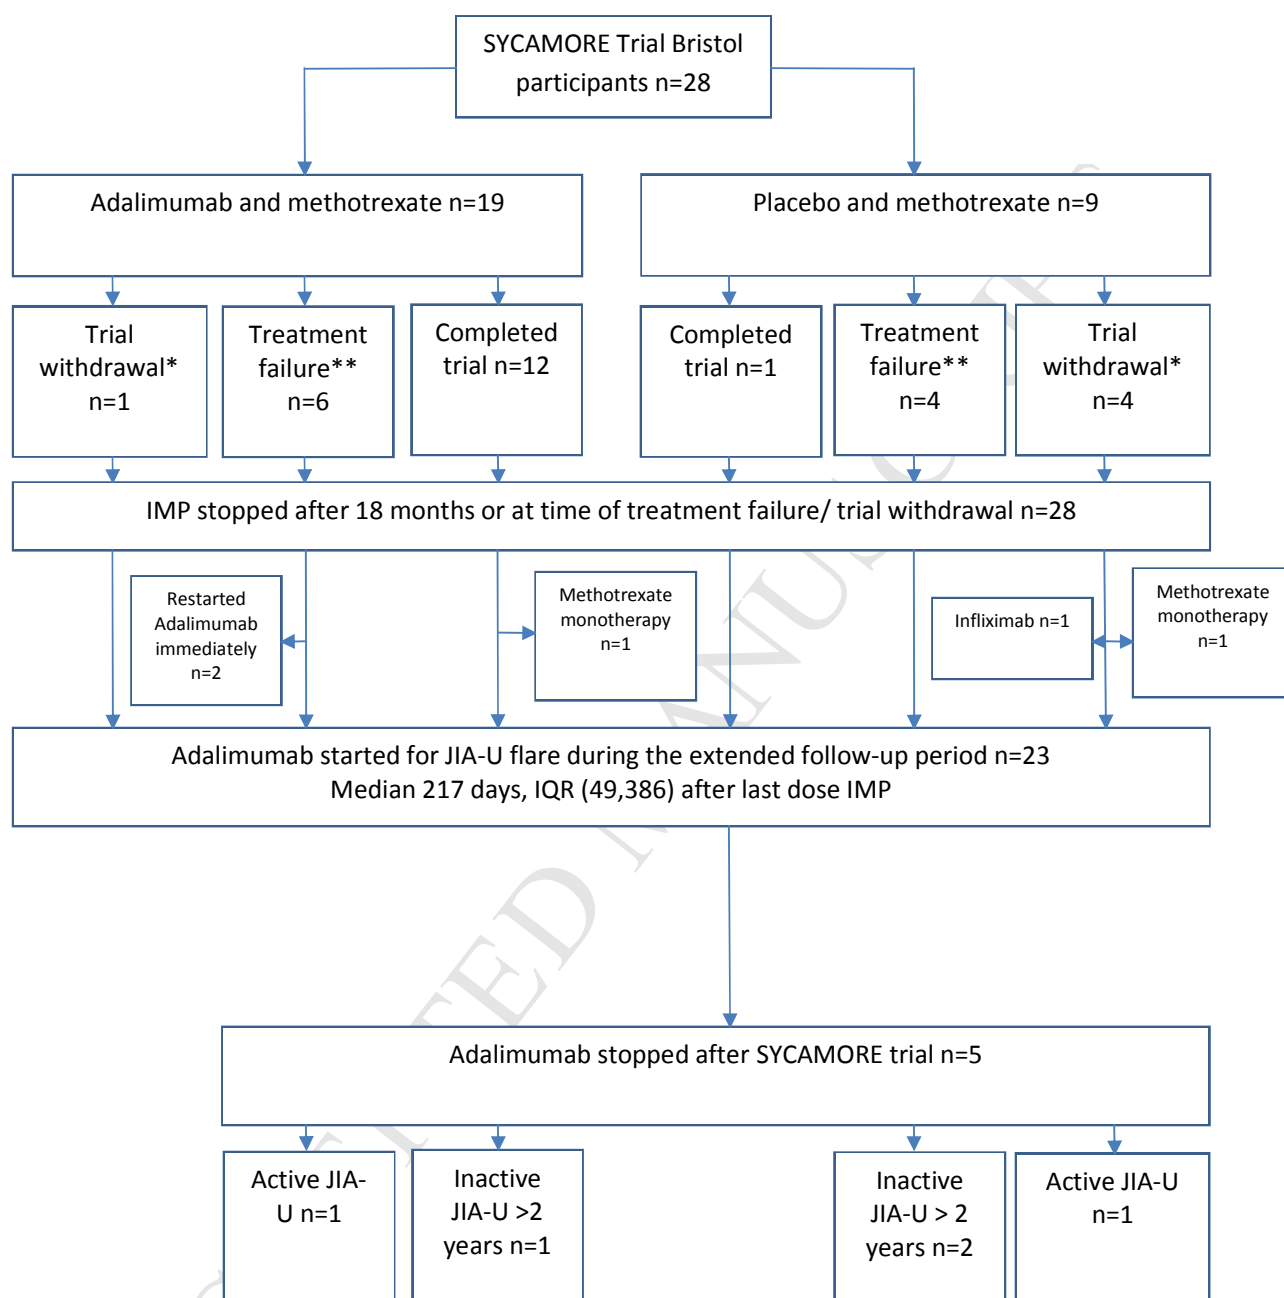 SYCAMORE Trial Bristol
participants n=28
Adalimumab and methotrexate n=19
Placebo and methotrexate n=9
Trial
withdrawal*
n=1
Treatment
failure**
n=6
Completed
trial n=12
Completed
trial n=1
Treatment
failure**
n=4
Trial
withdrawal*
n=4
IMP stopped after 18 months or at time of treatment failure/ trial withdrawal n=28
Restarted
Adalimumab
immediately
n=2
Methotrexate
monotherapy
n=1
Infliximab n=1
Methotrexate
monotherapy
n=1
Adalimumab started for JIA-U flare during the extended follow-up period n=23
Median 217 days, IQR (49,386) after last dose IMP
Adalimumab stopped after SYCAMORE trial n=5
Active JIA-
U n=1
Inactive
JIA-U >2
years n=1
Inactive
JIA-U > 2
years n=2
Active JIA-U
n=1